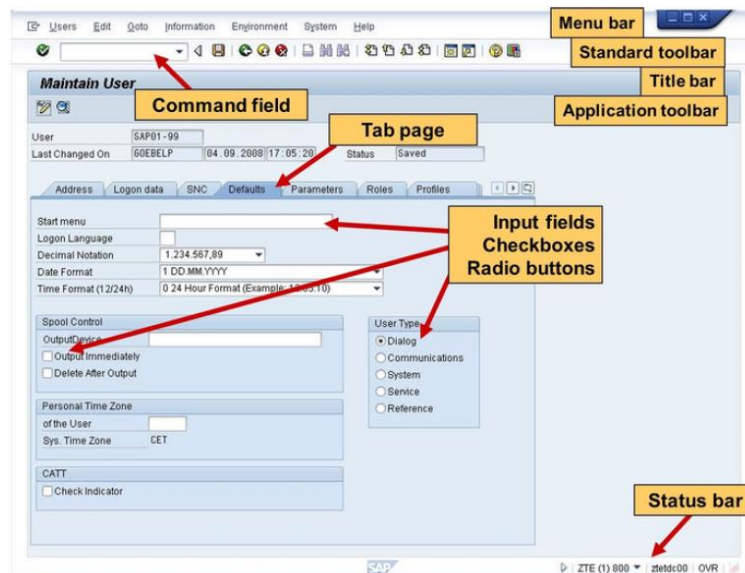 Users Edit Goto Information Environment System Help
Menu bar
Standard toolbar
Maintain User
Title bar
Command field
Application toolbar
User SAP01-99
Tab page
Last Changed On GOEBELP 04.09.2008 17:05:20 Status Saved
Address Logon data SNC Defaults Parameters Roles Profiles
Start menu
Input fields
Logon Language
Checkboxes
Decimal Notation 1.234.567,89
Radio buttons
Date Format 1 DD.MM.YYYY
Time Format (12/24h) 0 24 Hour Format (Example: 12:05:10)
Spool Control
User Type
OutputDevice
Dialog
Output Immediately
Communications
Delete After Output
System
Service
Personal Time Zone
Reference
of the User
Sys. Time Zone CET
CATT
Check Indicator
Status bar
SAP
ZTE (1) 800 ztetdc00 OVR